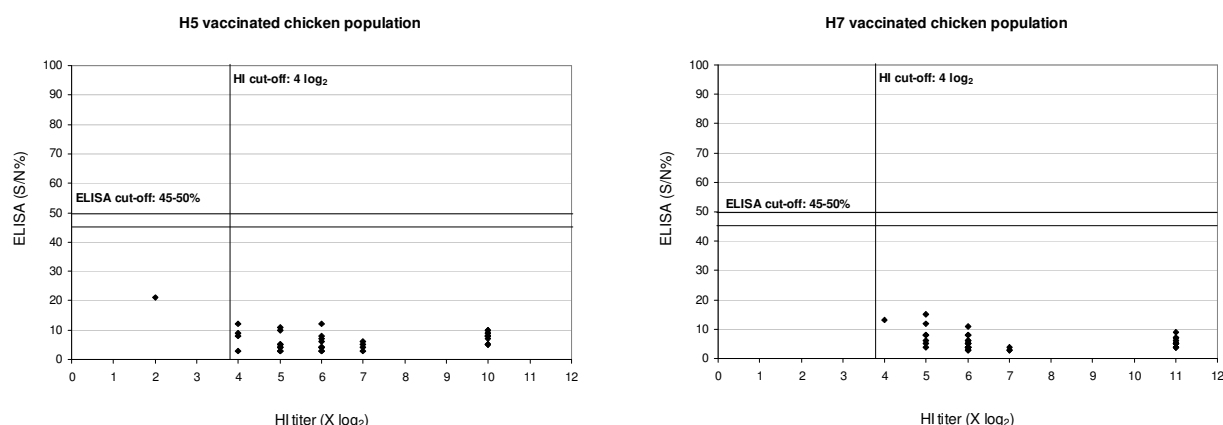 H5 vaccinated chicken population
100
90
80
70
60
50
40
30
20
10
0
ELISA (S/N%)
HI cut-off: 4 log₂
ELISA cut-off: 45-50%
0 1 2 3 4 5 6 7 8 9 10 11 12
HI titer (X log₂)
H7 vaccinated chicken population
100
90
80
70
60
50
40
30
20
10
0
ELISA (S/N%)
HI cut-off: 4 log₂
ELISA cut-off: 45-50%
0 1 2 3 4 5 6 7 8 9 10 11 12
HI titer (X log₂)